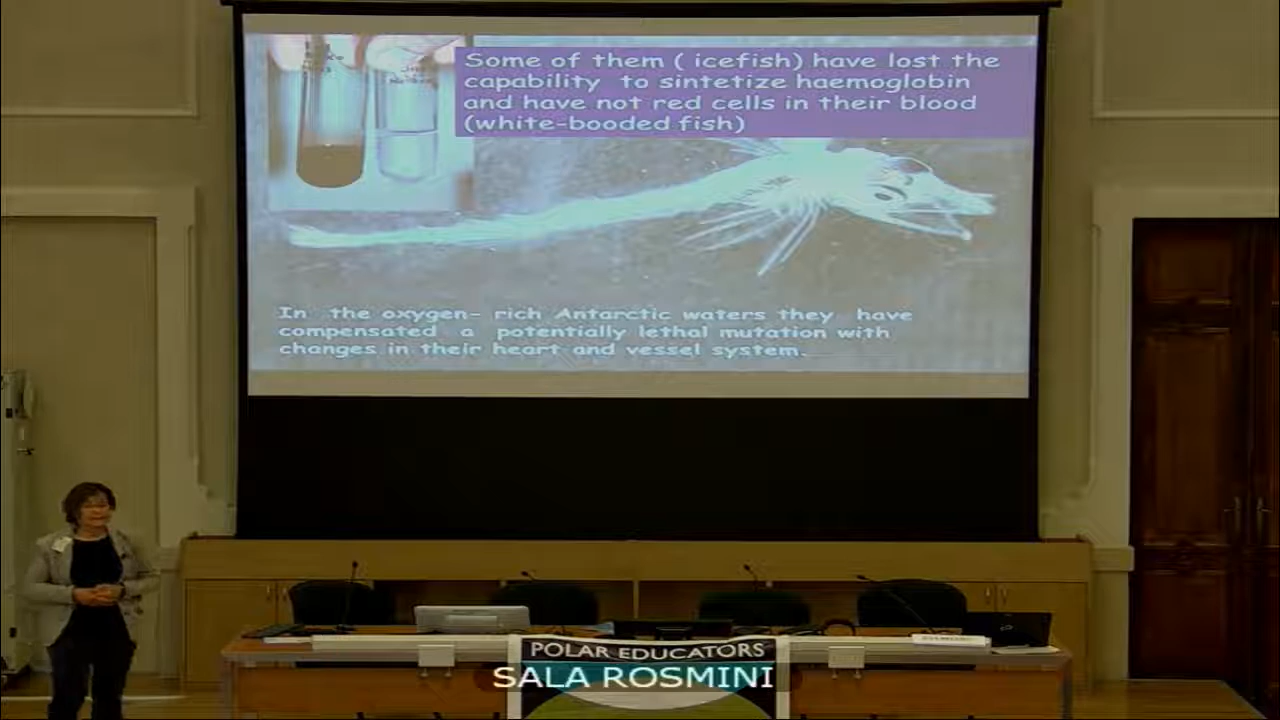 Some of them ( icefish) have lost the
capability to sintetize haemoglobin
and have not red cells in their blood
(white-booded fish)
In the oxygen- rich Antarctic waters they have
compensated a potentially lethal mutation with
changes in their heart and vessel system.
POLAR EDUCATORS
SALA ROSMINI